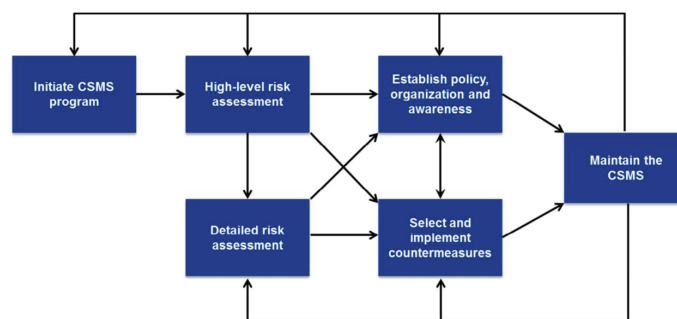 Initiate CSMS
program
High-level risk
assessment
Establish policy,
organization and
awareness
Maintain the
CSMS
Detailed risk
assessment
Select and
implement
countermeasures